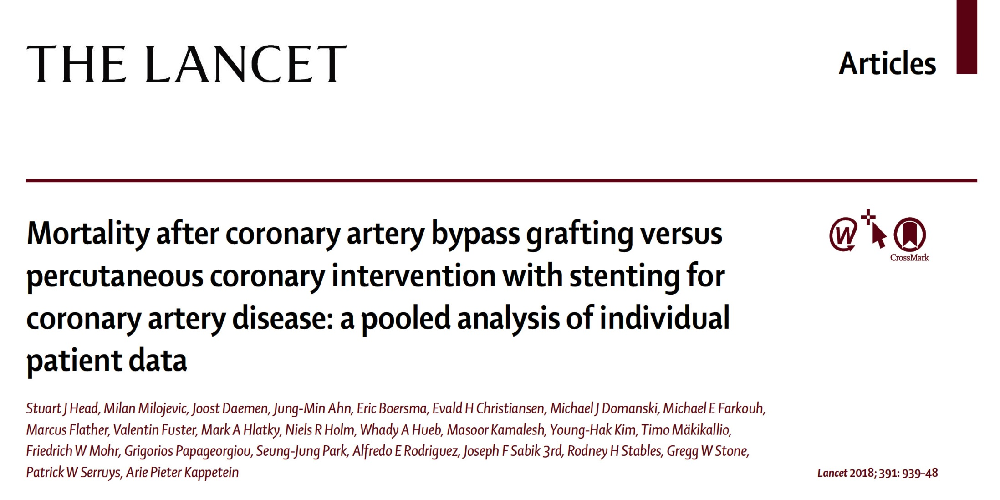 THE LANCET
Articles
Mortality after coronary artery bypass grafting versus
percutaneous coronary intervention with stenting for
coronary artery disease: a pooled analysis of individual
patient data
W
CrossMark
Stuart J Head, Milan Milojevic, Joost Daemen, Jung-Min Ahn, Eric Boersma, Evald H Christiansen, Michael J Domanski, Michael E Farkouh,
Marcus Flather, Valentin Fuster, Mark A Hlatky, Niels R Holm, Whady A Hueb, Masoor Kamalesh, Young-Hak Kim, Timo Mäkikallio,
Friedrich W Mohr, Grigorios Papageorgiou, Seung-Jung Park, Alfredo E Rodriguez, Joseph F Sabik 3rd, Rodney H Stables, Gregg W Stone,
Patrick W Serruys, Arie Pieter Kappetein
Lancet 2018; 391: 939–48